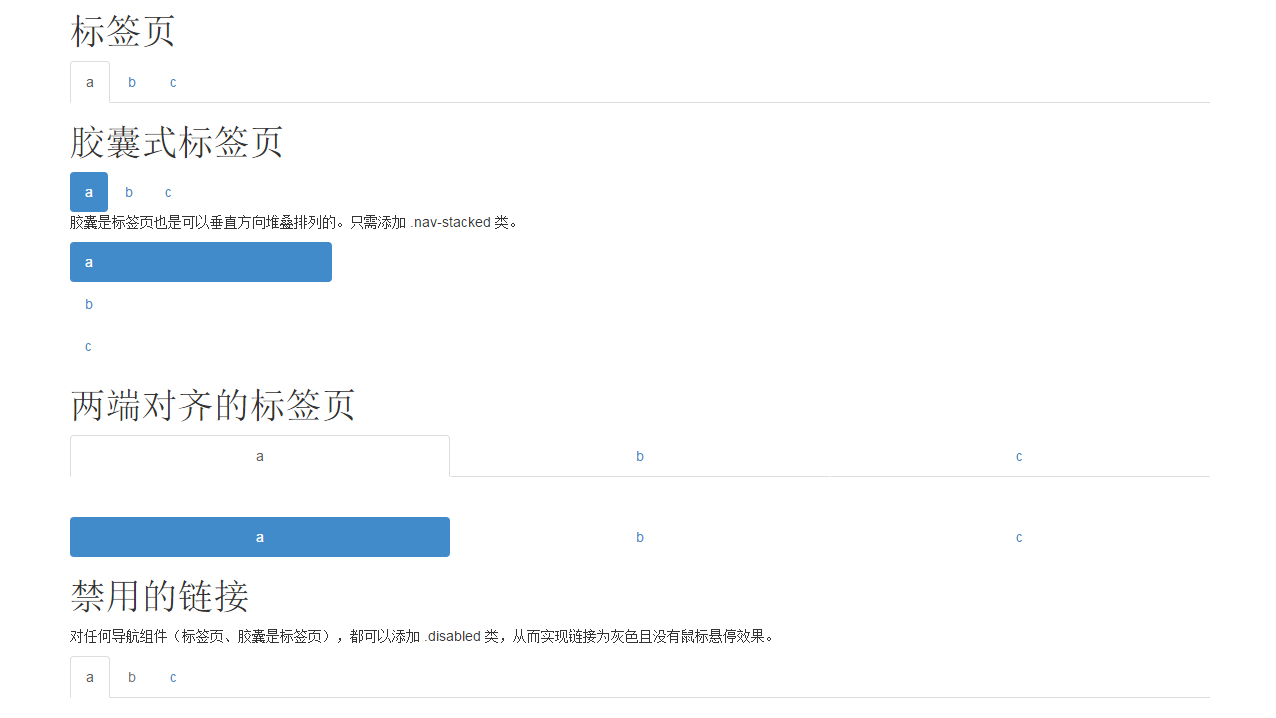 标签页
a b c
胶囊式标签页
a b c
胶囊是标签页也是可以垂直方向堆叠排列的。只需添加 .nav-stacked 类。
a
b
c
两端对齐的标签页
a b c
a b c
禁用的链接
对任何导航组件（标签页、胶囊是标签页），都可以添加 .disabled 类，从而实现链接为灰色且没有鼠标悬停效果。
a b c